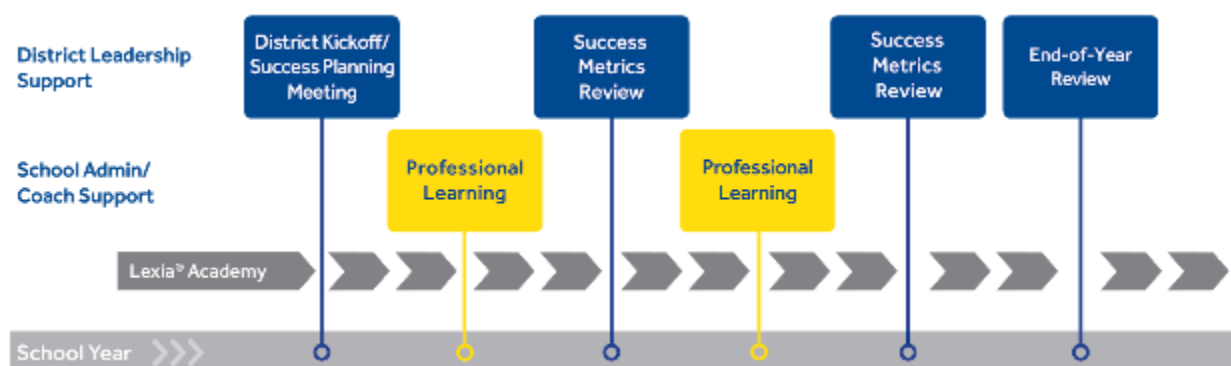 District Leadership
Support
District Kickoff/
Success Planning
Meeting
Success
Metrics
Review
Success
Metrics
Review
End-of-Year
Review
School Admin/
Coach Support
Professional
Learning
Professional
Learning
Lexia® Academy
School Year